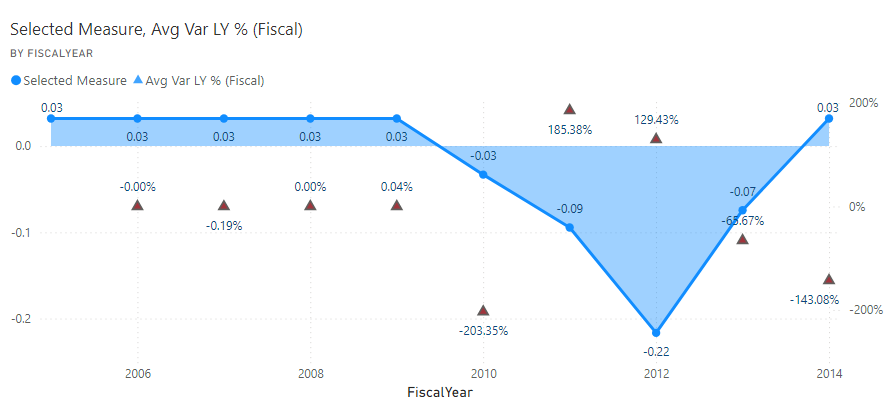 Selected Measure, Avg Var LY % (Fiscal)
BY FISCALYEAR
Selected Measure Avg Var LY % (Fiscal)
0.03 0.03 200%
185.38% 129.43%
0.03 0.03 0.03 0.03
0.0
-0.03
-0.00% 0.00% 0.04% -0.07
-0.09 0%
-0.19% -65.67%
-0.1
-143.08%
-0.2 -203.35% -200%
-0.22
2006 2008 2010 2012 2014
FiscalYear